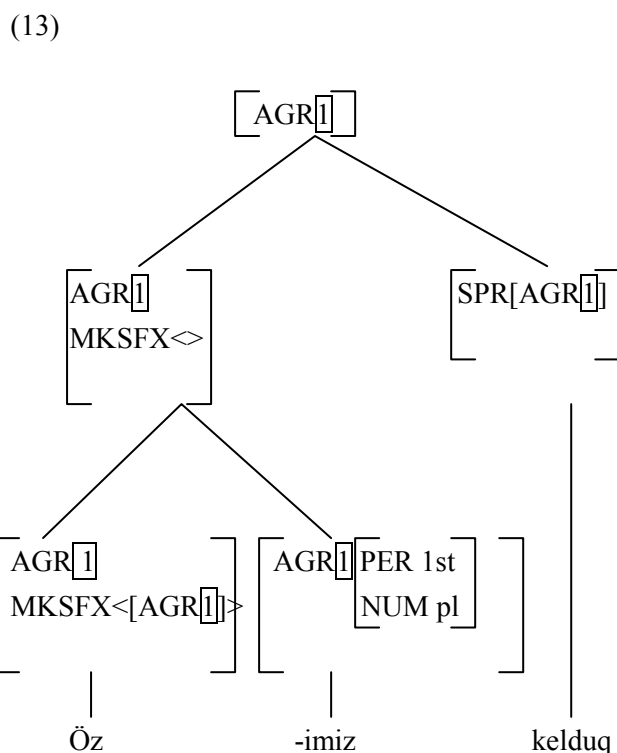 (13)
AGR 1
AGR 1
MKSFX<>
SPR[AGR 1]
AGR 1
MKSFX<[AGR 1]>
AGR 1 PER 1st
NUM pl
Öz -imiz kelduq